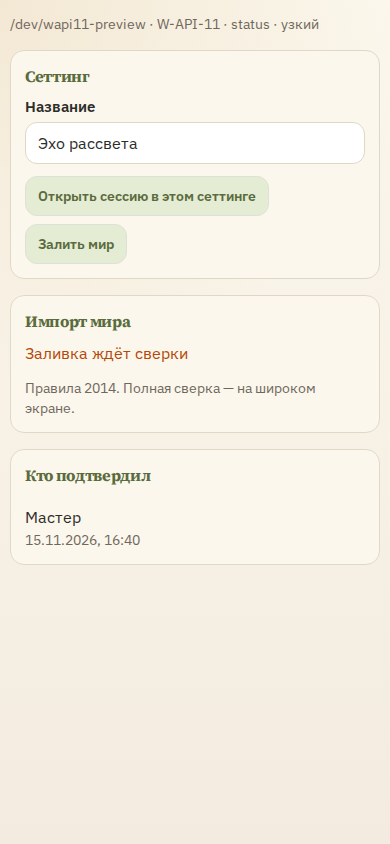 /dev/wapi11-preview · W-API-11 · status · узкий
Сеттинг
Название
Эхо рассвета
Открыть сессию в этом сеттинге
Залить мир
Импорт мира
Заливка ждёт сверки
Правила 2014. Полная сверка — на широком
экране.
Кто подтвердил
Мастер
15.11.2026, 16:40